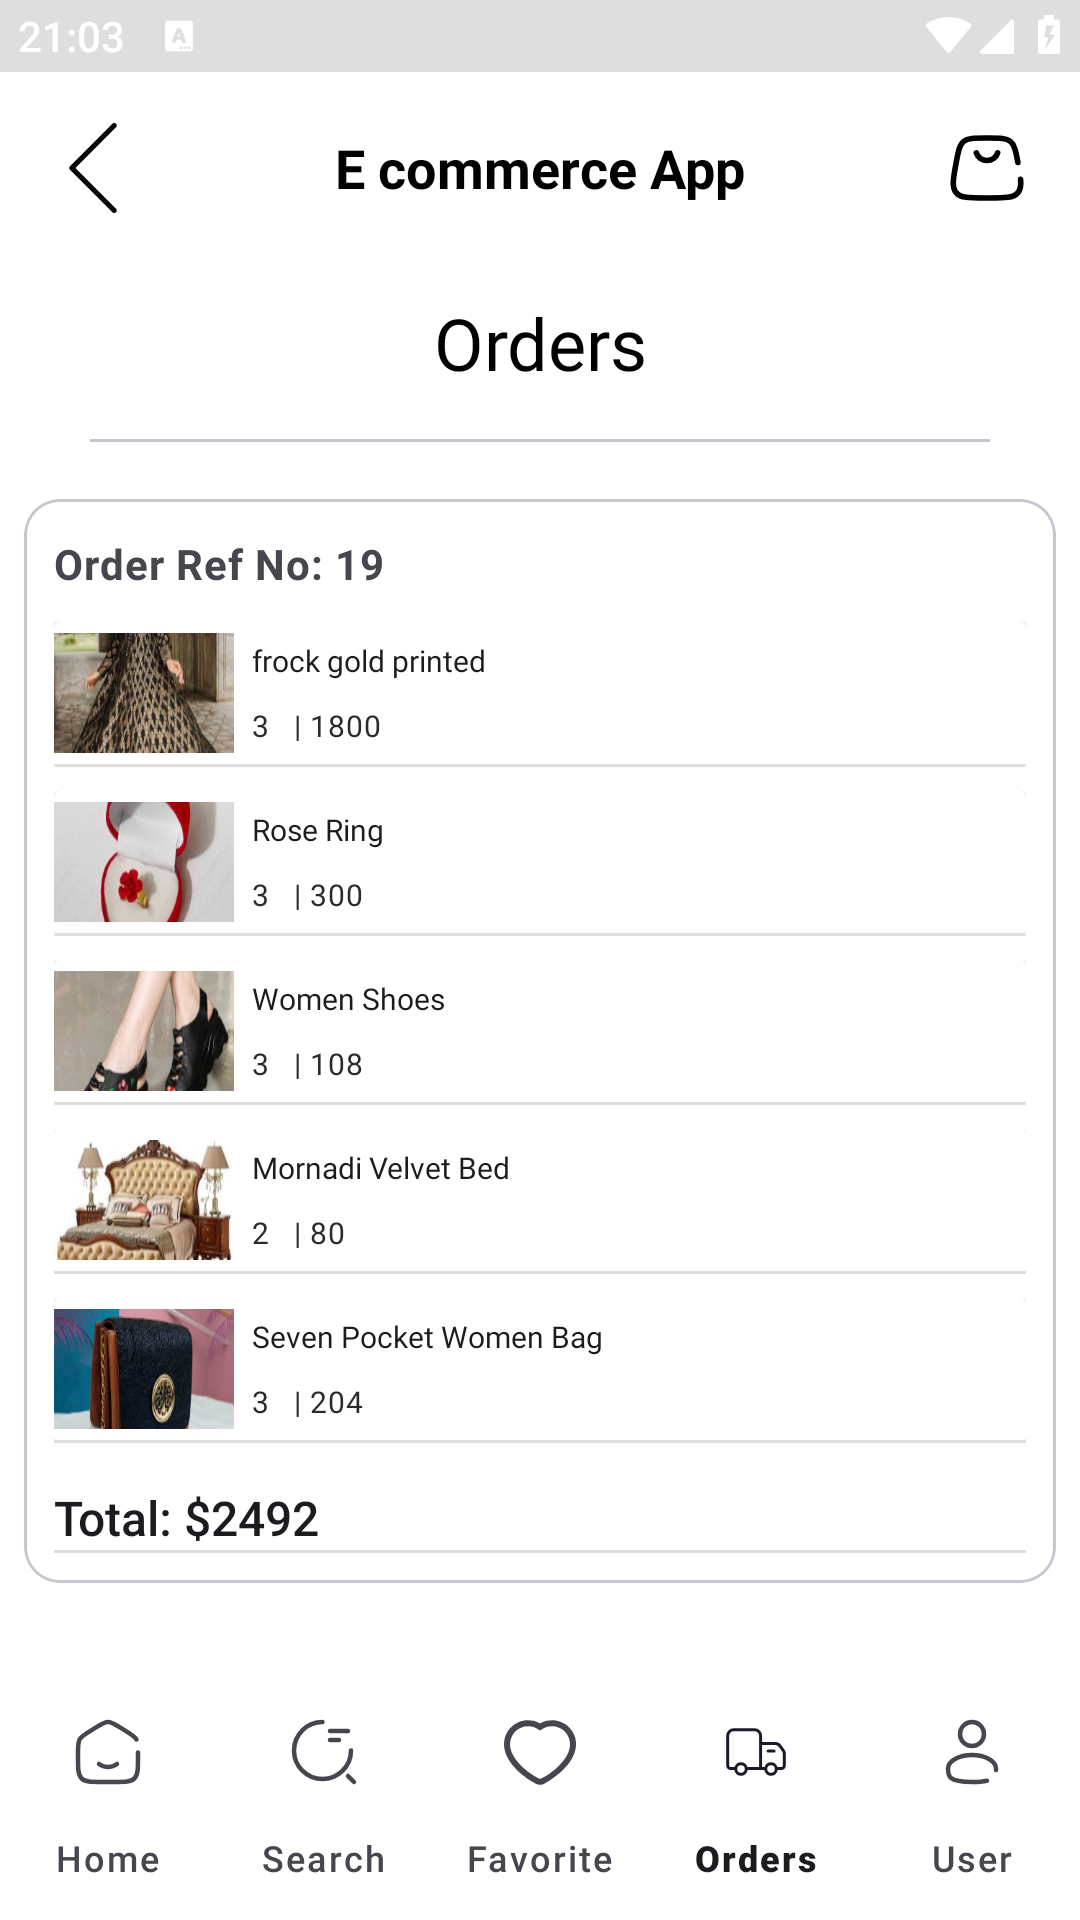 21:03
E commerce App
Orders
Order Ref No: 19
frock gold printed
3 | 1800
Rose Ring
3 | 300
Women Shoes
3 | 108
Mornadi Velvet Bed
2 | 80
Seven Pocket Women Bag
3 | 204
Total: $2492
Home Search Favorite Orders User